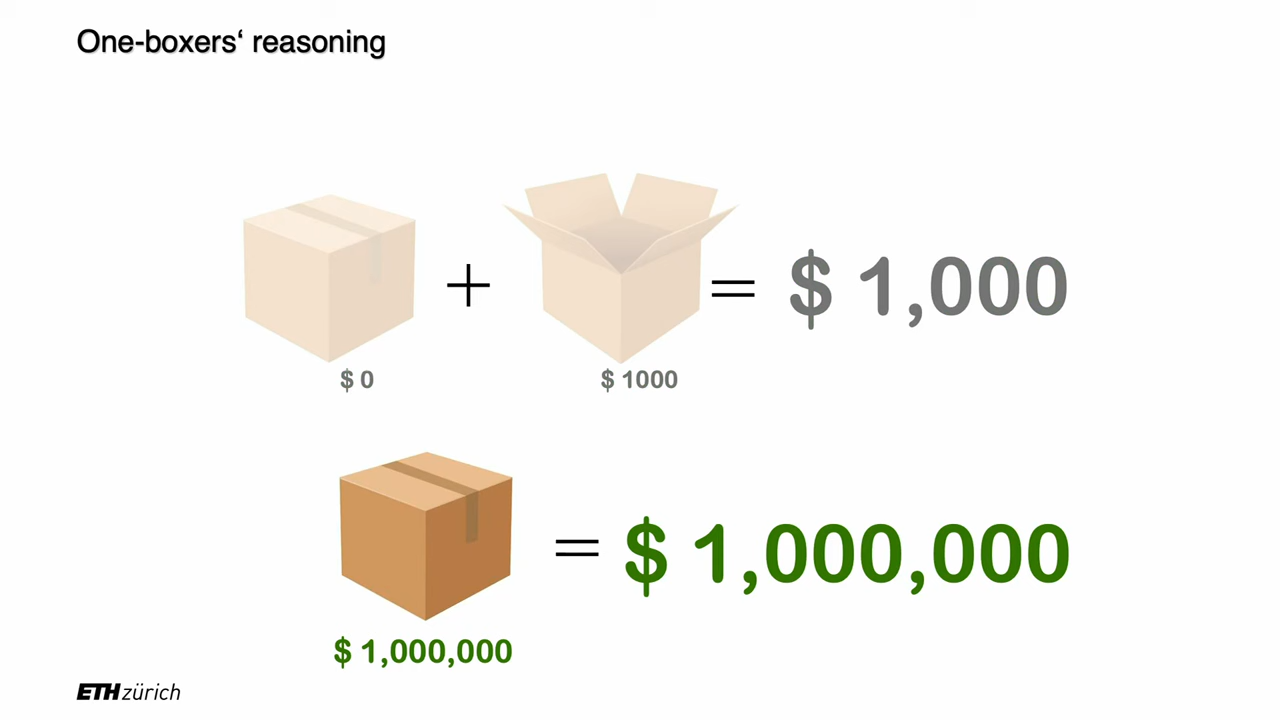 One-boxers‘ reasoning
+ = $ 1,000
$ 0 $ 1000
= $ 1,000,000
$ 1,000,000
ETH zürich